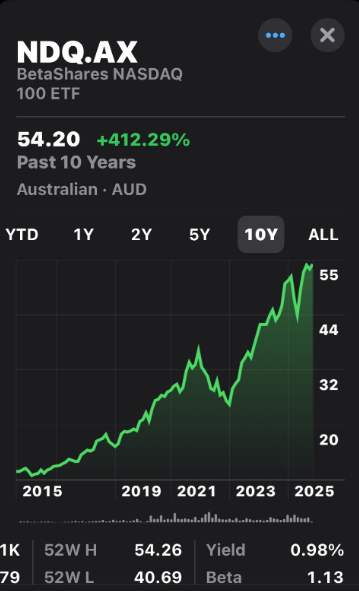 NDQ.AX
BetaShares NASDAQ
100 ETF
54.20 +412.29%
Past 10 Years
Australian · AUD
YTD 1Y 2Y 5Y 10Y ALL
55
44
32
20
2015 2019 2021 2023 2025
1K 52W H 54.26 Yield 0.98%
79 52W L 40.69 Beta 1.13